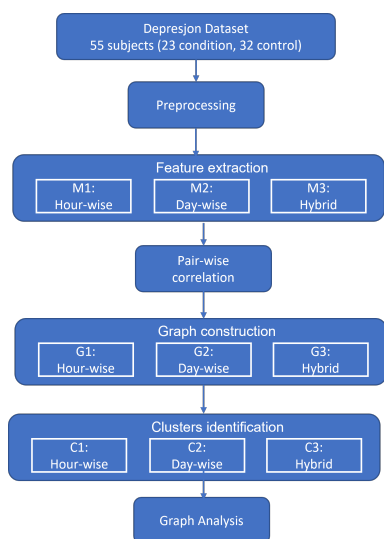 Depresjon Dataset
55 subjects (23 condition, 32 control)
Preprocessing
Feature extraction
M1:
Hour-wise
M2:
Day-wise
M3:
Hybrid
Pair-wise
correlation
Graph construction
G1:
Hour-wise
G2:
Day-wise
G3:
Hybrid
Clusters identification
C1:
Hour-wise
C2:
Day-wise
C3:
Hybrid
Graph Analysis